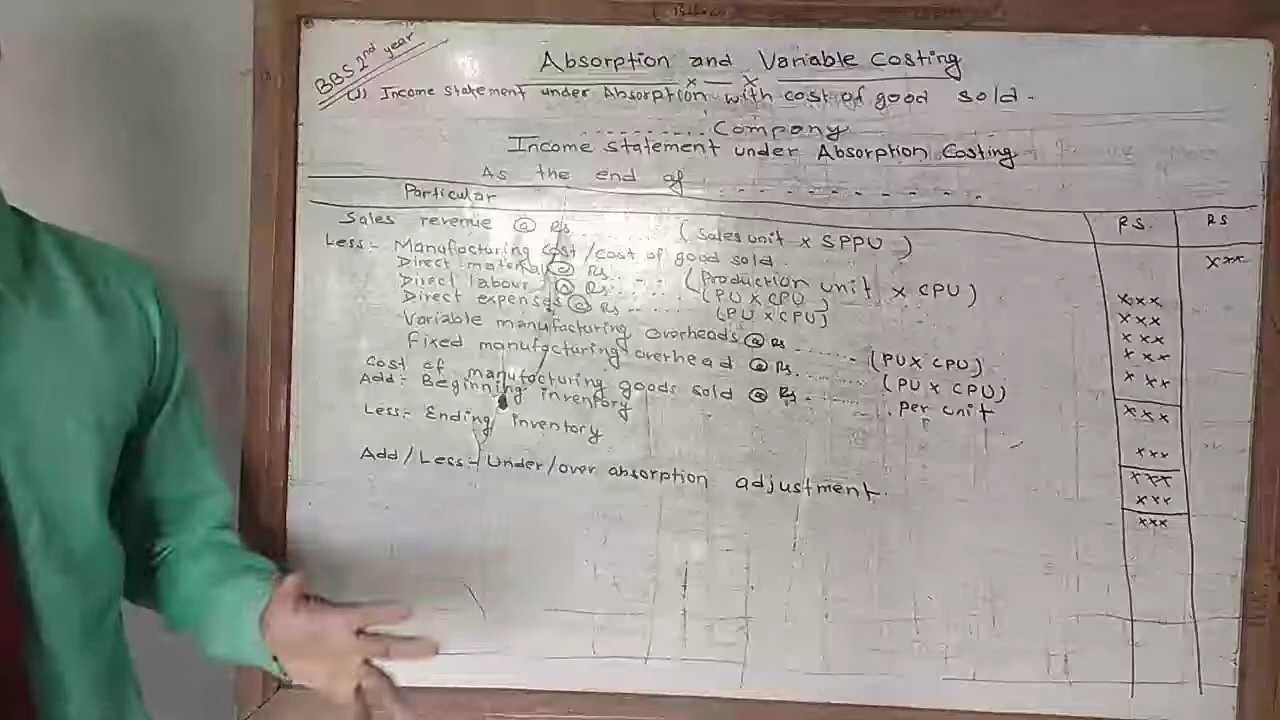 BBS 2nd year
Absorption and Variable costing
x — x
(1) Income statement under Absorption with cost of good sold.
.......... Company
Income statement under Absorption Costing
As the end of ..............
Particular RS. RS
Sales revenue @ Rs ......... (Sales unit x SPPU) xxx
Less:- Manufacturing cost / cost of good sold.
Direct material @ Rs. ..... (Production unit x CPU) xxx
Direct labour @ Rs. ........ (PU x CPU) xxx
Direct expenses @ Rs ......... (PU x CPU) xxx
Variable manufacturing overheads @ Rs ........ (PU x CPU) xxx
Fixed manufacturing overhead @ Rs. ......... (PU x CPU) xxx
Cost of manufacturing goods sold @ Rs ......... per unit xxx
Add:- Beginning inventory xxx
Less:- Ending inventory xxx
xxx
Add/Less:- Under/over absorption adjustment. xxx